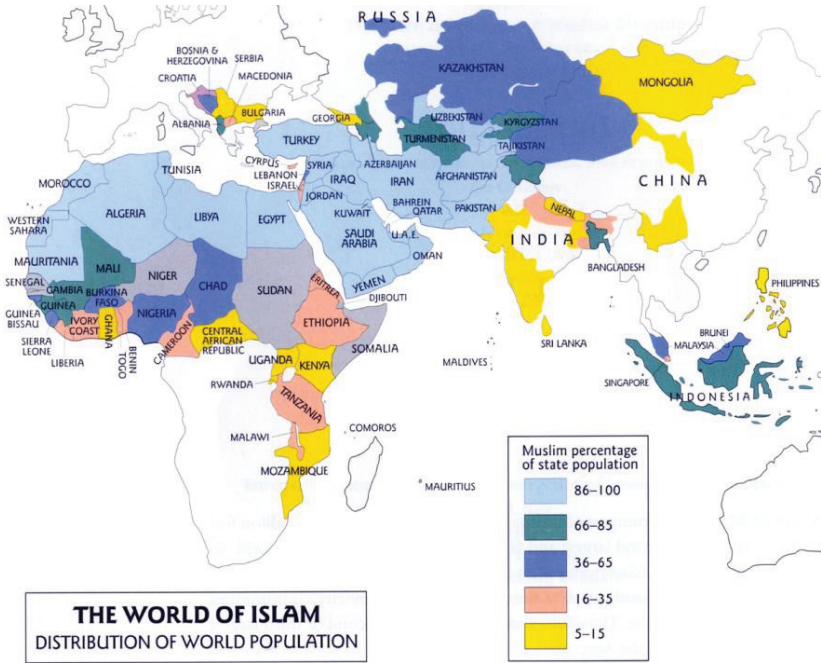 RUSSIA
BOSNIA &
HERZEGOVINA
SERBIA
CROATIA
MACEDONIA
BULGARIA
ALBANIA
GEORGIA
KAZAKHSTAN
MONGOLIA
UZBEKISTAN
KYRGYZSTAN
TURMENISTAN
TAJIKISTAN
TURKEY
CYRPUS
SYRIA
LEBANON
ISRAEL
IRAQ
JORDAN
AZERBAIJAN
IRAN
AFGHANISTAN
CHINA
TUNISIA
MOROCCO
ALGERIA
LIBYA
EGYPT
KUWAIT
BAHREIN
QATAR
PAKISTAN
SAUDI
ARABIA
U.A.E.
OMAN
YEMEN
NEPAL
INDIA
BANGLADESH
WESTERN
SAHARA
MAURITANIA
MALI
NIGER
CHAD
SUDAN
ERITREA
DJIBOUTI
SENEGAL
GAMBIA
GUINEA
BURKINA
FASO
GUINEA
BISSAU
SIERRA
LEONE
LIBERIA
IVORY
COAST
GHANA
TOGO
BENIN
NIGERIA
CAMEROON
CENTRAL
AFRICAN
REPUBLIC
ETHIOPIA
SOMALIA
UGANDA
KENYA
RWANDA
TANZANIA
MALAWI
MOZAMBIQUE
COMOROS
MAURITIUS
MALDIVES
SRI LANKA
PHILIPPINES
BRUNEI
MALAYSIA
SINGAPORE
INDONESIA
Muslim percentage
of state population
86–100
66–85
36–65
16–35
5–15
THE WORLD OF ISLAM
DISTRIBUTION OF WORLD POPULATION